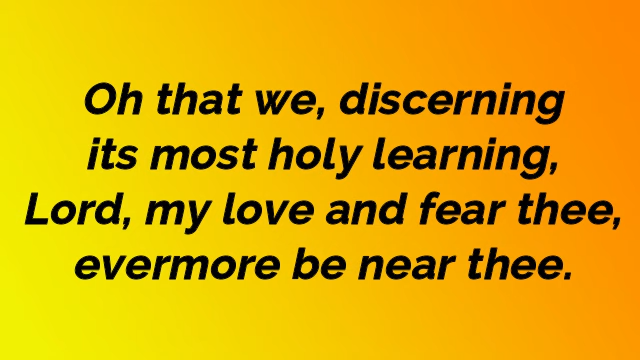 Oh that we, discerning
its most holy learning,
Lord, my love and fear thee,
evermore be near thee.